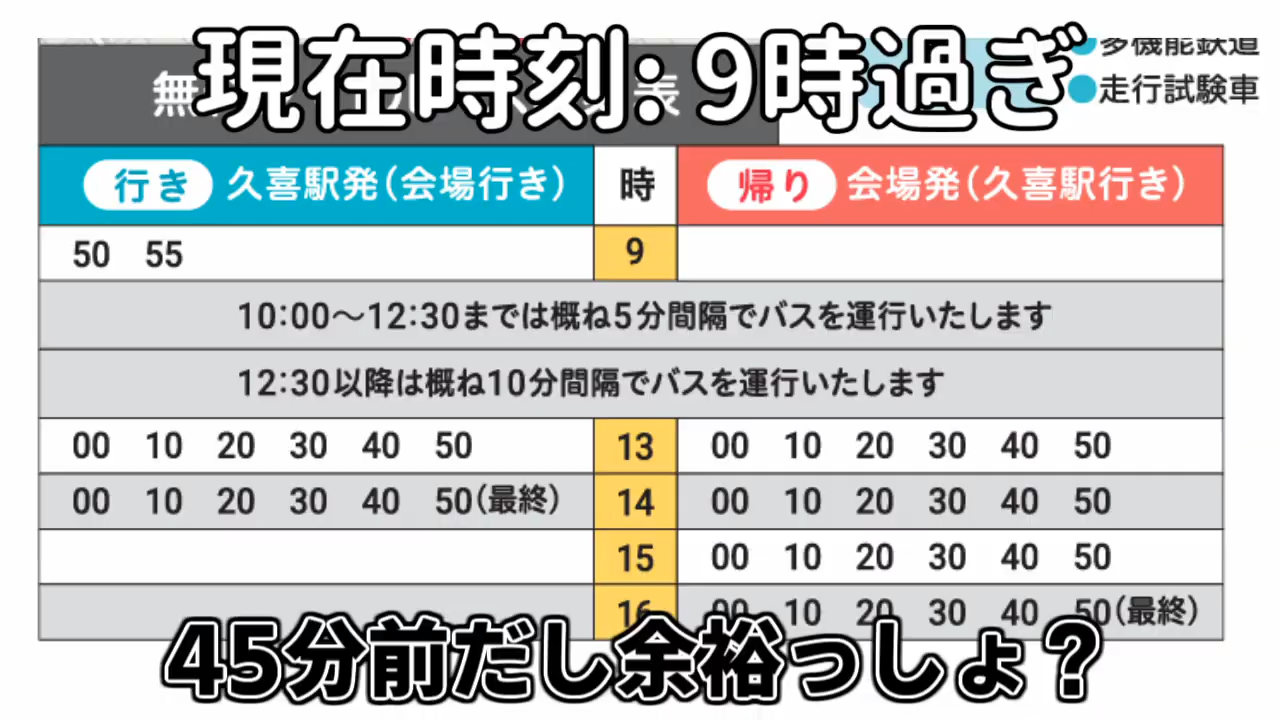 現在時刻:9時過ぎ
多機能鉄道
走行試験車
無 表
行き 久喜駅発(会場行き) 時 帰り 会場発(久喜駅行き)
50 55 9
10:00〜12:30までは概ね5分間隔でバスを運行いたします
12:30以降は概ね10分間隔でバスを運行いたします
00 10 20 30 40 50 13 00 10 20 30 40 50
00 10 20 30 40 50(最終) 14 00 10 20 30 40 50
15 00 10 20 30 40 50
16 00 10 20 30 40 50(最終)
45分前だし余裕っしょ?